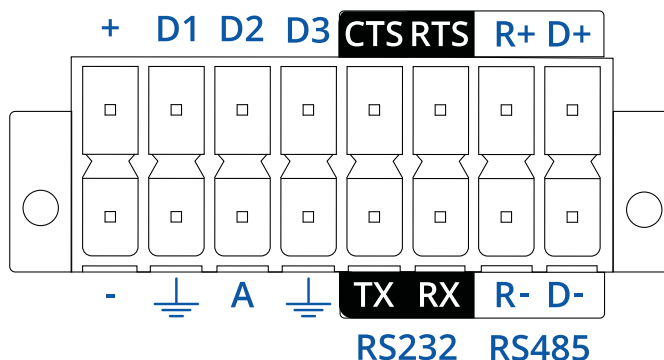 + D1 D2 D3 CTS RTS R+ D+
- A TX RX R- D-
RS232 RS485